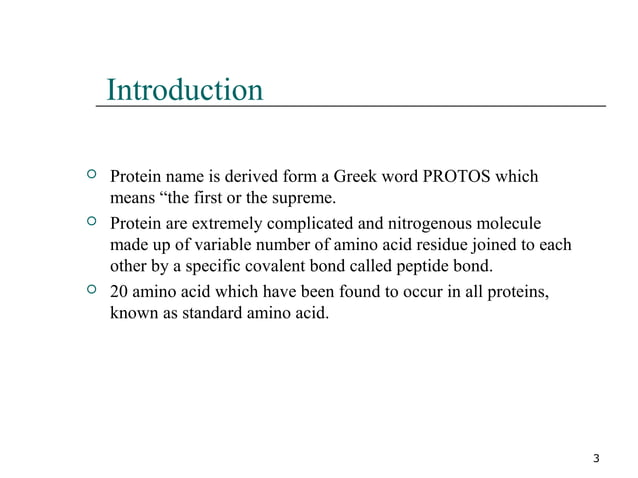 Introduction
Protein name is derived form a Greek word PROTOS which
means “the first or the supreme.
Protein are extremely complicated and nitrogenous molecule
made up of variable number of amino acid residue joined to each
other by a specific covalent bond called peptide bond.
20 amino acid which have been found to occur in all proteins,
known as standard amino acid.
3